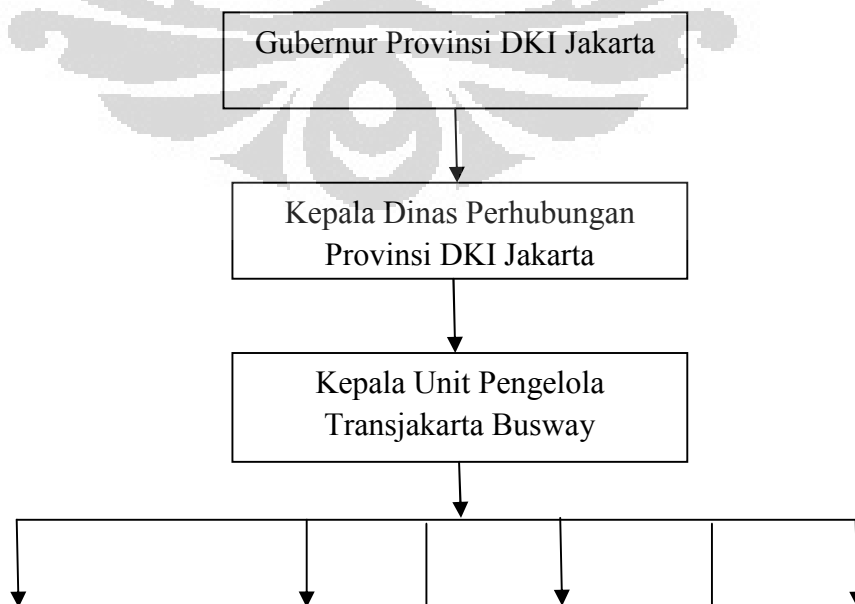 Gubernur Provinsi DKI Jakarta
Kepala Dinas Perhubungan
Provinsi DKI Jakarta
Kepala Unit Pengelola
Transjakarta Busway